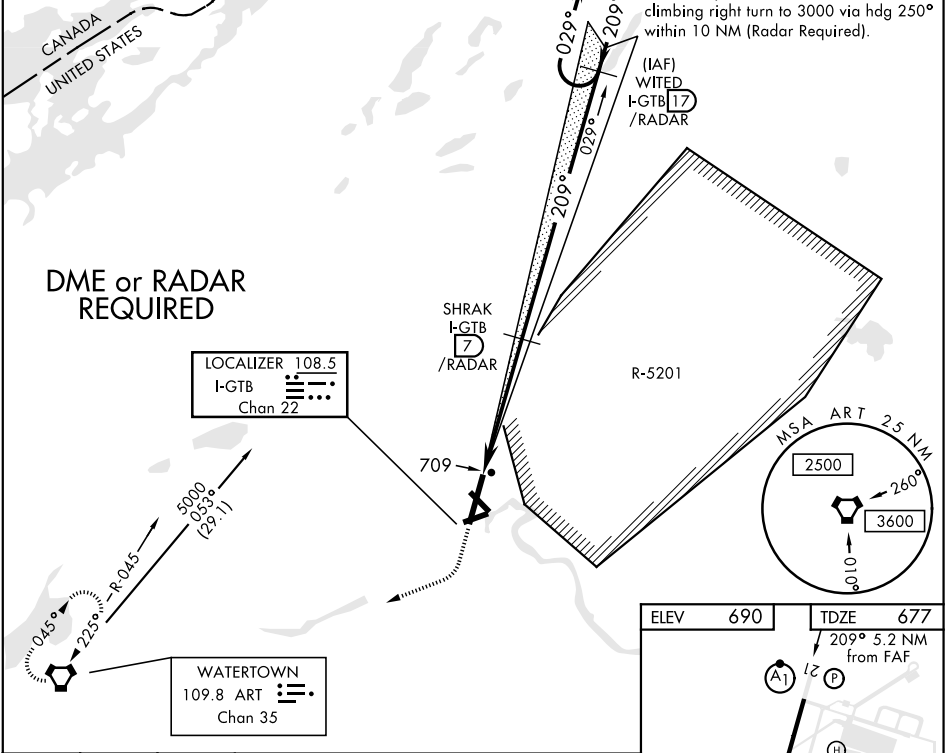 climbing right turn to 3000 via hdg 250°
within 10 NM (Radar Required).
CANADA
UNITED STATES
029°
209°
(IAF)
WITED
I-GTB 17
/RADAR
029°
209°
DME or RADAR
REQUIRED
SHRAK
I-GTB
7
/RADAR
R-5201
LOCALIZER 108.5
I-GTB
Chan 22
MSA ART 25 NM
2500
260°
3600
010°
709
5000
053°
(29.1)
R-045
045°
225°
WATERTOWN
109.8 ART
Chan 35
ELEV 690
TDZE 677
209° 5.2 NM
from FAF
A1
21
P
H